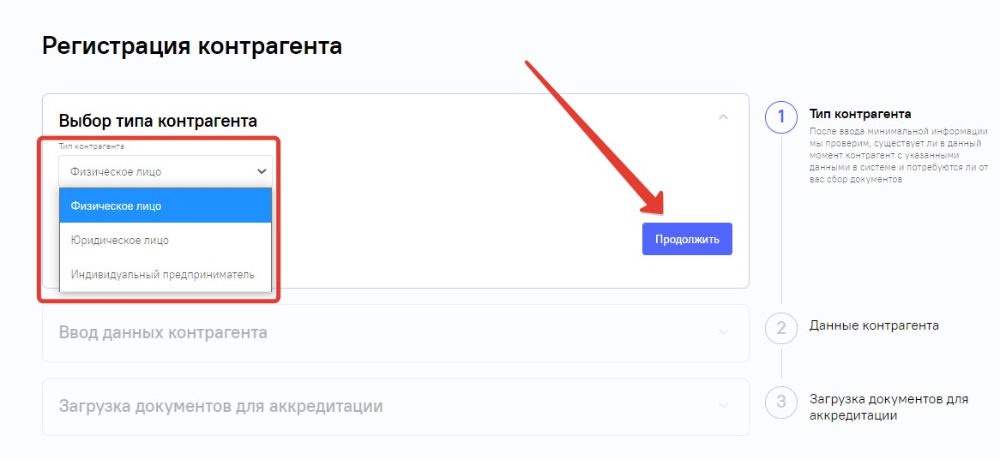 Регистрация контрагента
Выбор типа контрагента
Тип контрагента
Физическое лицо
Физическое лицо
Юридическое лицо
Индивидуальный предприниматель
Продолжить
Ввод данных контрагента
Загрузка документов для аккредитации
1
Тип контрагента
После ввода минимальной информации
мы проверим, существует ли в данный
момент контрагент с указанными
данными в системе и потребуются ли от
вас сбор документов
2
Данные контрагента
3
Загрузка документов для
аккредитации